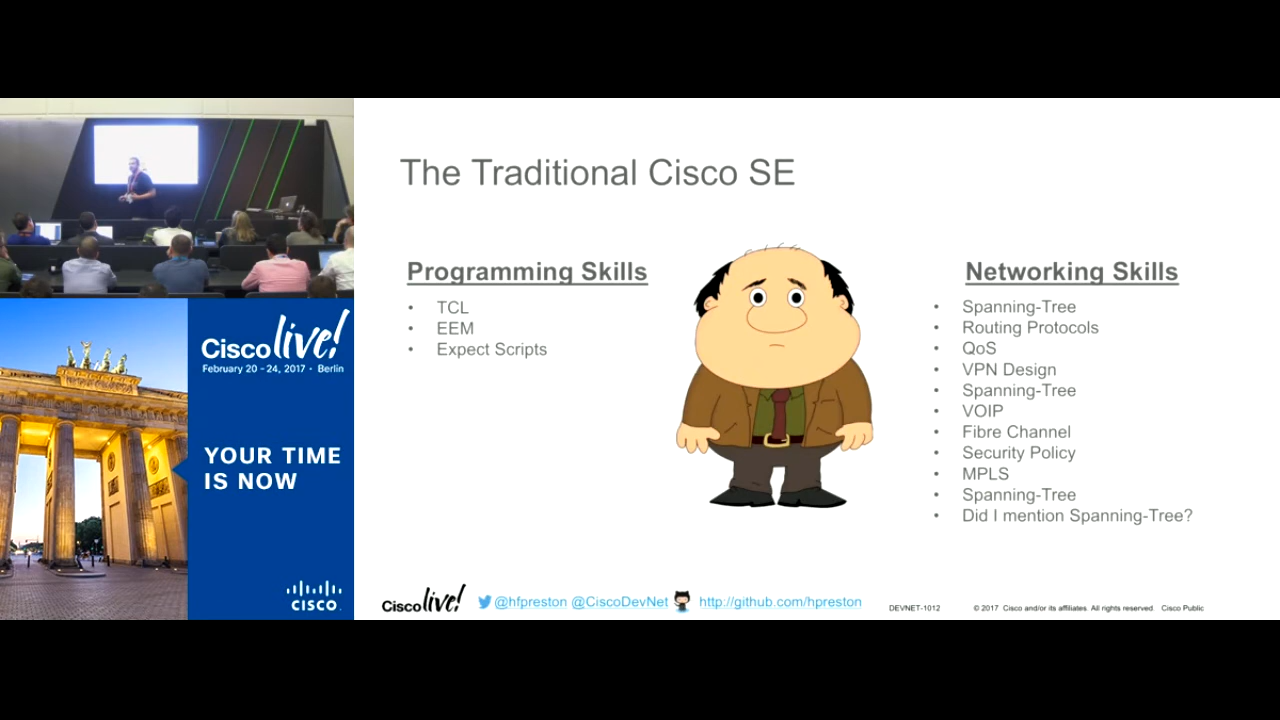 The Traditional Cisco SE
Programming Skills
• TCL
• EEM
• Expect Scripts
Networking Skills
• Spanning-Tree
• Routing Protocols
• QoS
• VPN Design
• Spanning-Tree
• VOIP
• Fibre Channel
• Security Policy
• MPLS
• Spanning-Tree
• Did I mention Spanning-Tree?
Cisco live!
February 20 - 24, 2017 • Berlin
YOUR TIME
IS NOW
CISCO
Cisco live! @hfpreston @CiscoDevNet http://github.com/hpreston DEVNET-1012 © 2017 Cisco and/or its affiliates. All rights reserved. Cisco Public